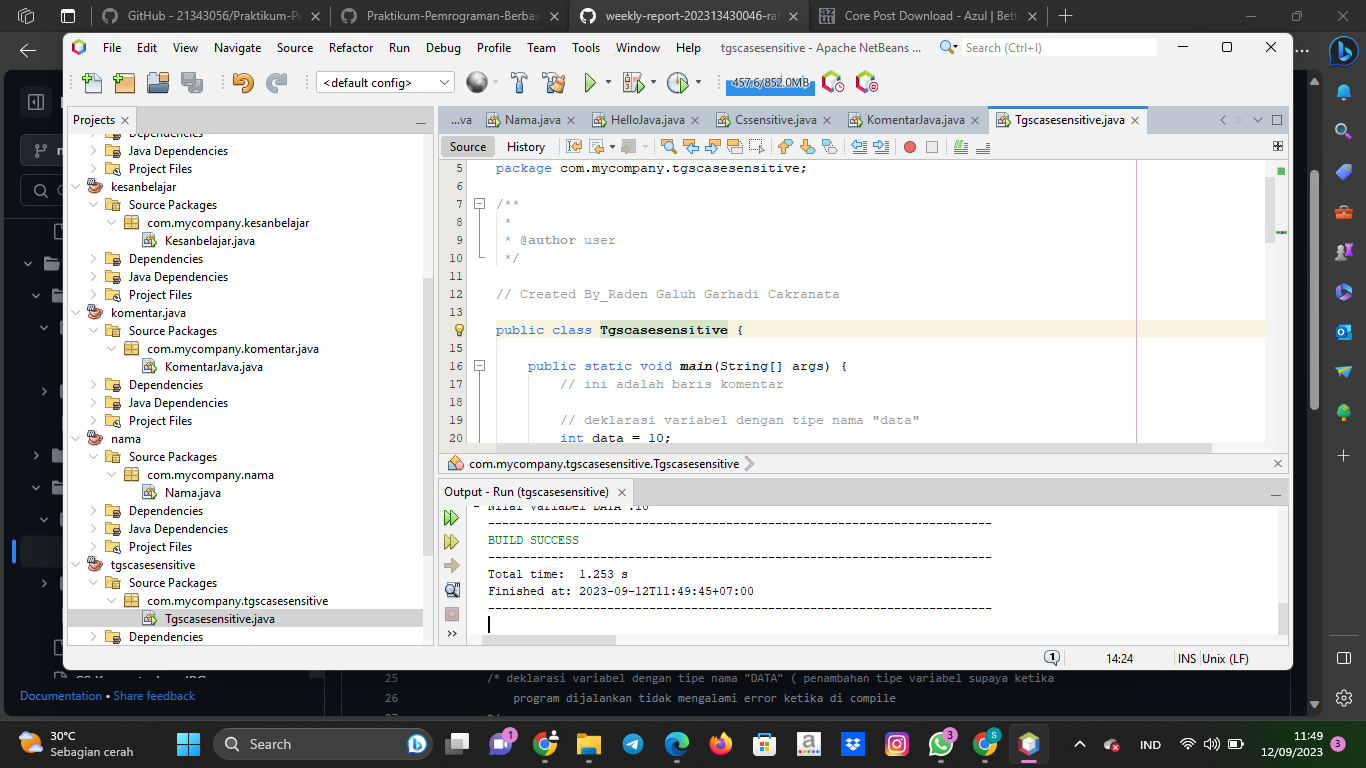 GitHub - 21343056/Praktikum-Pe
Praktikum-Pemrograman-Berbas
weekly-report-202313430046-ra
Core Post Download - Azul | Bett
File Edit View Navigate Source Refactor Run Debug Profile Team Tools Window Help
tgscasesensitive - Apache NetBeans ...
Search (Ctrl+I)
<default config>
457.6/852.0MB
Projects
Dependencies
Java Dependencies
Project Files
kesanbelajar
Source Packages
com.mycompany.kesanbelajar
Kesanbelajar.java
Dependencies
Java Dependencies
Project Files
komentar.java
Source Packages
com.mycompany.komentar.java
KomentarJava.java
Dependencies
Java Dependencies
Project Files
nama
Source Packages
com.mycompany.nama
Nama.java
Dependencies
Java Dependencies
Project Files
tgscasesensitive
Source Packages
com.mycompany.tgscasesensitive
Tgscasesensitive.java
Dependencies
...va Nama.java HelloJava.java Cssensitive.java KomentarJava.java Tgscasesensitive.java
Source History
5 package com.mycompany.tgscasesensitive;
6
7 /**
8 *
9 * @author user
10 */
11
12 // Created By_Raden Galuh Garhadi Cakranata
13
public class Tgscasesensitive {
15
16 public static void main(String[] args) {
17 // ini adalah baris komentar
18
19 // deklarasi variabel dengan tipe nama "data"
20 int data = 10;
com.mycompany.tgscasesensitive.Tgscasesensitive
Output - Run (tgscasesensitive)
- Nilai variabel DATA :10
------------------------------------------------------------------------
BUILD SUCCESS
------------------------------------------------------------------------
Total time: 1.253 s
Finished at: 2023-09-12T11:49:45+07:00
------------------------------------------------------------------------
1
14:24
INS Unix (LF)
Documentation • Share feedback
25 /* deklarasi variabel dengan tipe nama "DATA" ( penambahan tipe variabel supaya ketika
26 program dijalankan tidak mengalami error ketika di compile
30°C
Sebagian cerah
Search
1
3
S
IND
11:49
12/09/2023
3